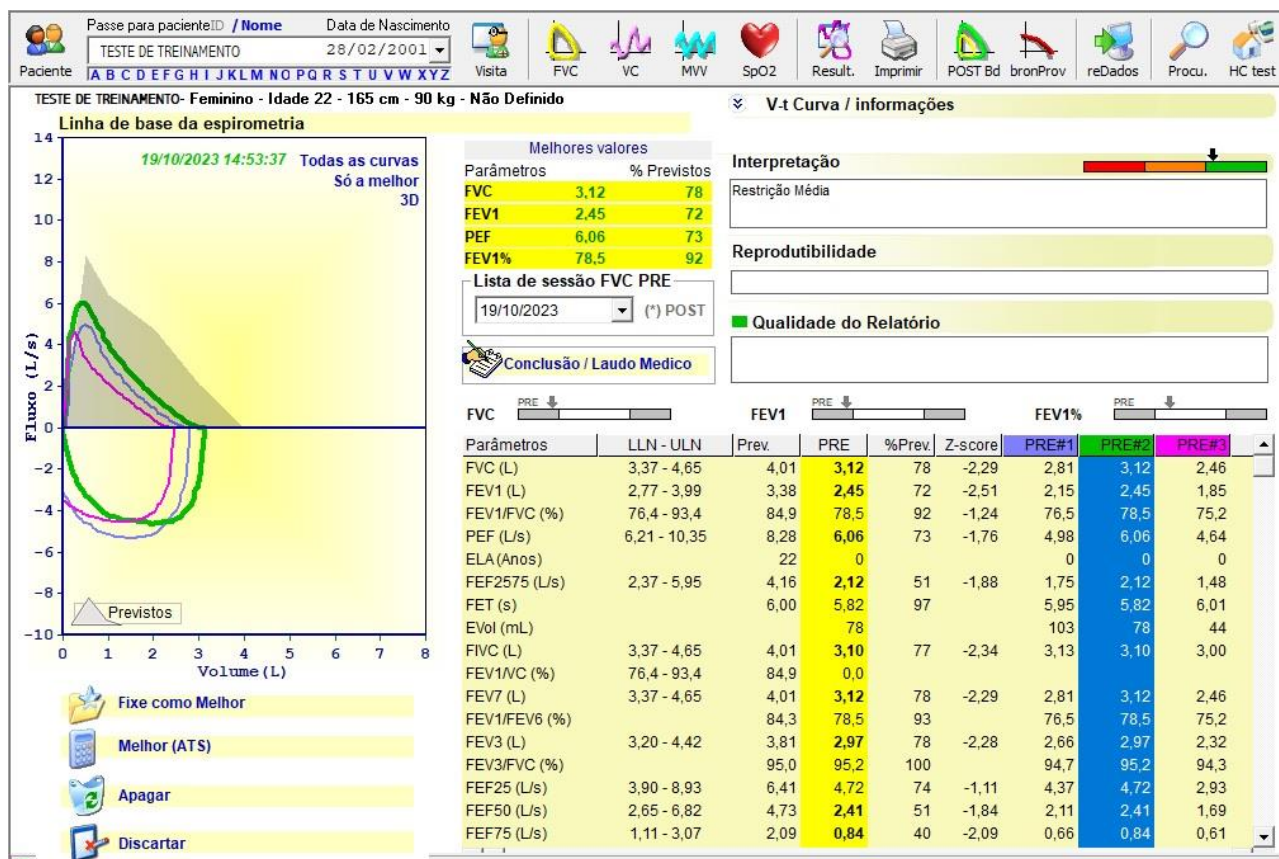 Passe para pacienteID / Nome Data de Nascimento
TESTE DE TREINAMENTO 28/02/2001
A B C D E F G H I J K L M N O P Q R S T U V W X Y Z
Paciente Visita FVC VC MVV SpO2 Result. Imprimir POST Bd bronProv reDados Procu. HC test
TESTE DE TREINAMENTO- Feminino - Idade 22 - 165 cm - 90 kg - Não Definido
Linha de base da espirometria
19/10/2023 14:53:37 Todas as curvas
Só a melhor
3D
Fluxo (L/s)
14
12
10
8
6
4
2
0
-2
-4
-6
-8
-10
Previstos
0 1 2 3 4 5 6 7 8
Volume (L)
Fixe como Melhor
Melhor (ATS)
Apagar
Discartar
Melhores valores
Parâmetros % Previstos
FVC 3,12 78
FEV1 2,45 72
PEF 6,06 73
FEV1% 78,5 92
Lista de sessão FVC PRE
19/10/2023 (*) POST
Conclusão / Laudo Medico
V-t Curva / informações
Interpretação
Restrição Média
Reprodutibilidade
Qualidade do Relatório
FVC PRE FEV1 PRE FEV1% PRE
Parâmetros LLN - ULN Prev. PRE %Prev. Z-score PRE#1 PRE#2 PRE#3
FVC (L) 3,37 - 4,65 4,01 3,12 78 -2,29 2,81 3,12 2,46
FEV1 (L) 2,77 - 3,99 3,38 2,45 72 -2,51 2,15 2,45 1,85
FEV1/FVC (%) 76,4 - 93,4 84,9 78,5 92 -1,24 76,5 78,5 75,2
PEF (L/s) 6,21 - 10,35 8,28 6,06 73 -1,76 4,98 6,06 4,64
ELA (Anos) 22 0 0 0 0
FEF2575 (L/s) 2,37 - 5,95 4,16 2,12 51 -1,88 1,75 2,12 1,48
FET (s) 6,00 5,82 97 5,95 5,82 6,01
EVol (mL) 78 103 78 44
FIVC (L) 3,37 - 4,65 4,01 3,10 77 -2,34 3,13 3,10 3,00
FEV1/VC (%) 76,4 - 93,4 84,9 0,0
FEV7 (L) 3,37 - 4,65 4,01 3,12 78 -2,29 2,81 3,12 2,46
FEV1/FEV6 (%) 84,3 78,5 93 76,5 78,5 75,2
FEV3 (L) 3,20 - 4,42 3,81 2,97 78 -2,28 2,66 2,97 2,32
FEV3/FVC (%) 95,0 95,2 100 94,7 95,2 94,3
FEF25 (L/s) 3,90 - 8,93 6,41 4,72 74 -1,11 4,37 4,72 2,93
FEF50 (L/s) 2,65 - 6,82 4,73 2,41 51 -1,84 2,11 2,41 1,69
FEF75 (L/s) 1,11 - 3,07 2,09 0,84 40 -2,09 0,66 0,84 0,61